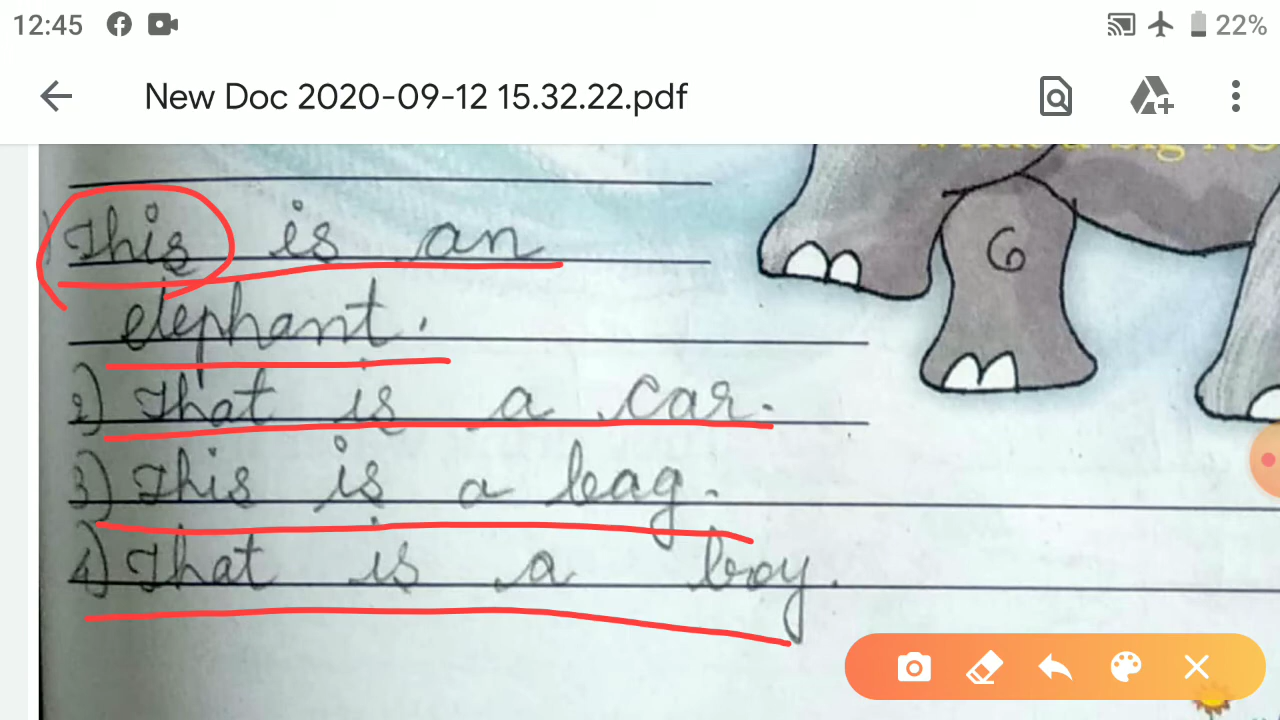 12:45 22%
New Doc 2020-09-12 15.32.22.pdf
This is an
elephant.
2) That is a car.
3) This is a bag.
4) That is a boy.
6